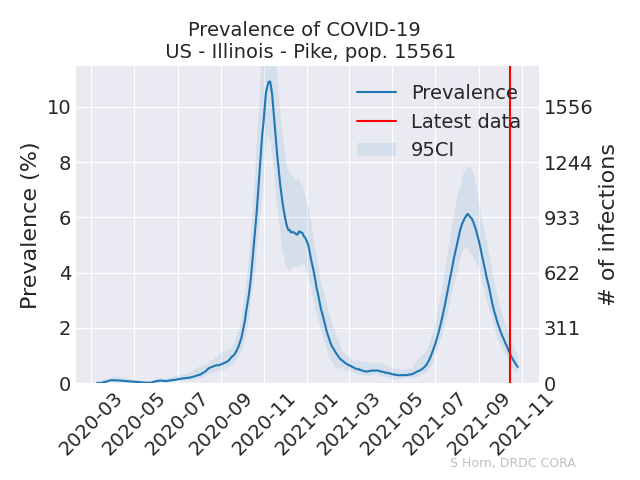 Prevalence of COVID-19
US - Illinois - Pike, pop. 15561
Prevalence
Latest data
95CI
Prevalence (%)
10
8
6
4
2
0
1556
1244
933
622
311
0
# of infections
2020-03
2020-05
2020-07
2020-09
2020-11
2021-01
2021-03
2021-05
2021-07
2021-09
2021-11
S Horn, DRDC CORA